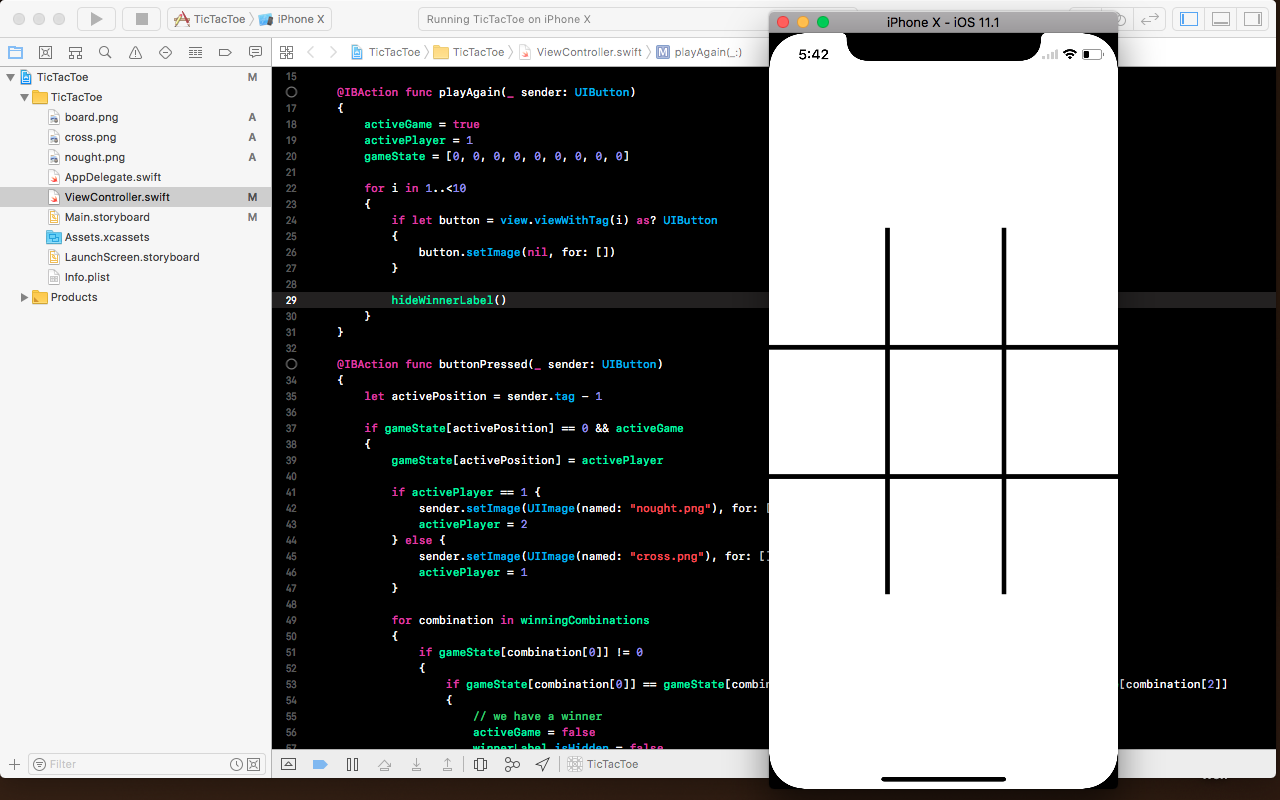 TicTacToe iPhone X
Running TicTacToe on iPhone X
iPhone X - iOS 11.1
5:42
TicTacToe TicTacToe ViewController.swift M playAgain(_:)
TicTacToe M
TicTacToe
board.png A
cross.png A
nought.png A
AppDelegate.swift
ViewController.swift M
Main.storyboard M
Assets.xcassets
LaunchScreen.storyboard
Info.plist
Products
Filter
15
@IBAction func playAgain(_ sender: UIButton)
17 {
18 activeGame = true
19 activePlayer = 1
20 gameState = [0, 0, 0, 0, 0, 0, 0, 0, 0]
21
22 for i in 1..<10
23 {
24 if let button = view.viewWithTag(i) as? UIButton
25 {
26 button.setImage(nil, for: [])
27 }
28
29 hideWinnerLabel()
30 }
31 }
32
@IBAction func buttonPressed(_ sender: UIButton)
34 {
35 let activePosition = sender.tag - 1
36
37 if gameState[activePosition] == 0 && activeGame
38 {
39 gameState[activePosition] = activePlayer
40
41 if activePlayer == 1 {
42 sender.setImage(UIImage(named: "nought.png"), for: [
43 activePlayer = 2
44 } else {
45 sender.setImage(UIImage(named: "cross.png"), for: [
46 activePlayer = 1
47 }
48
49 for combination in winningCombinations
50 {
51 if gameState[combination[0]] != 0
52 {
53 if gameState[combination[0]] == gameState[combin [combination[2]]
54 {
55 // we have a winner
56 activeGame = false
57 winnerLabel.isHidden = false
TicTacToe